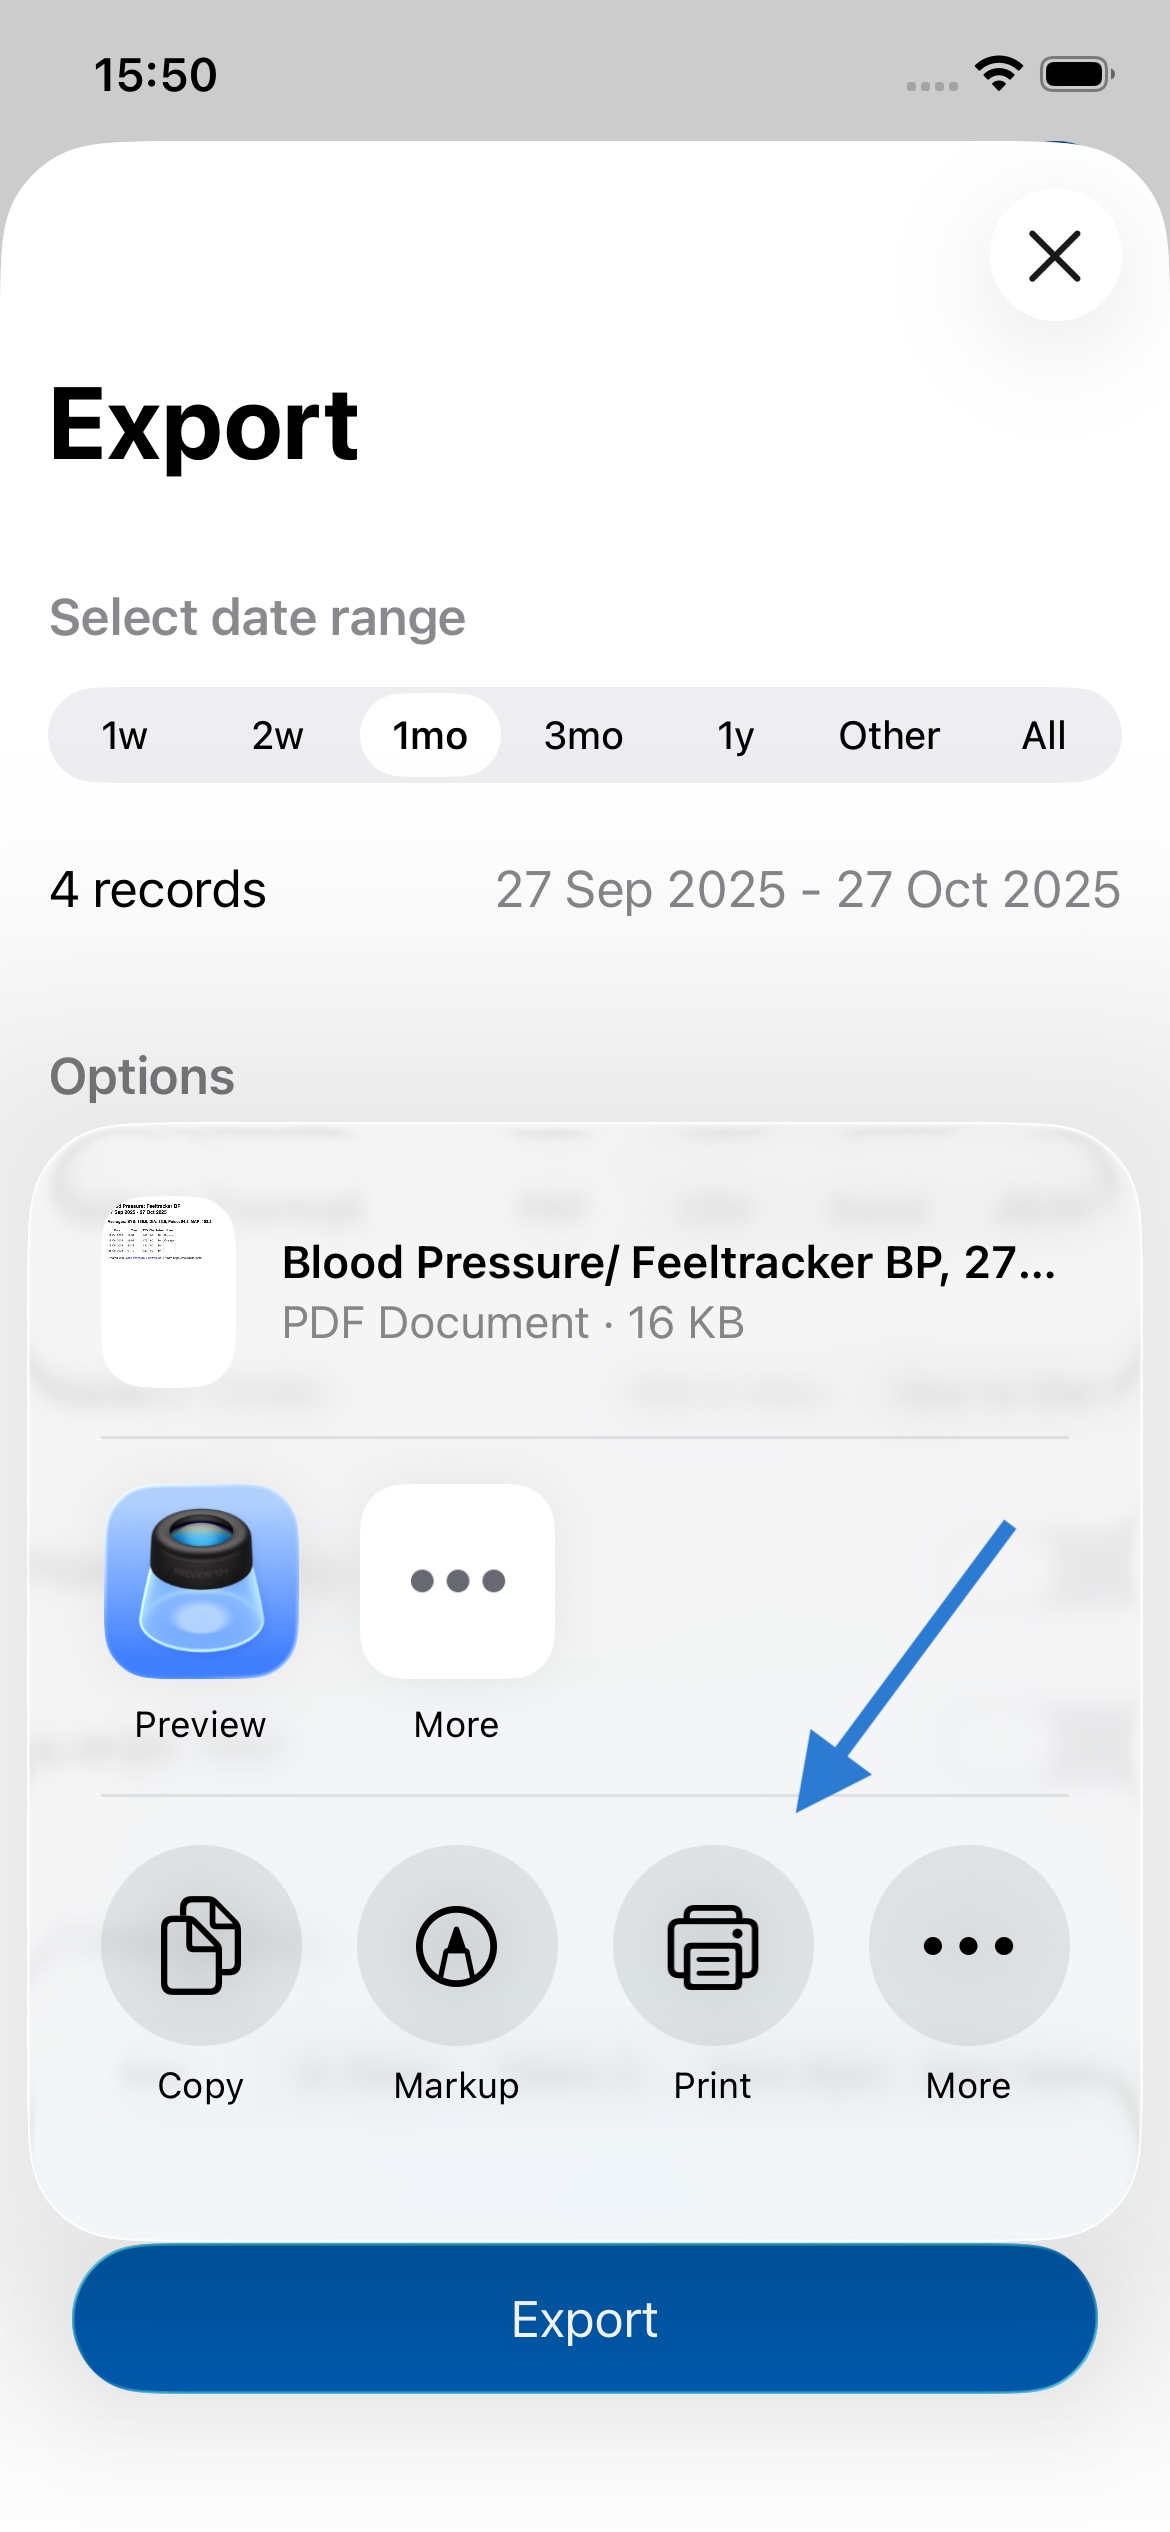 15:50
Export
Select date range
1w 2w 1mo 3mo 1y Other All
4 records 27 Sep 2025 - 27 Oct 2025
Options
Blood Pressure/ Feeltracker BP, 27...
PDF Document · 16 KB
Preview More
Copy Markup Print More
Export